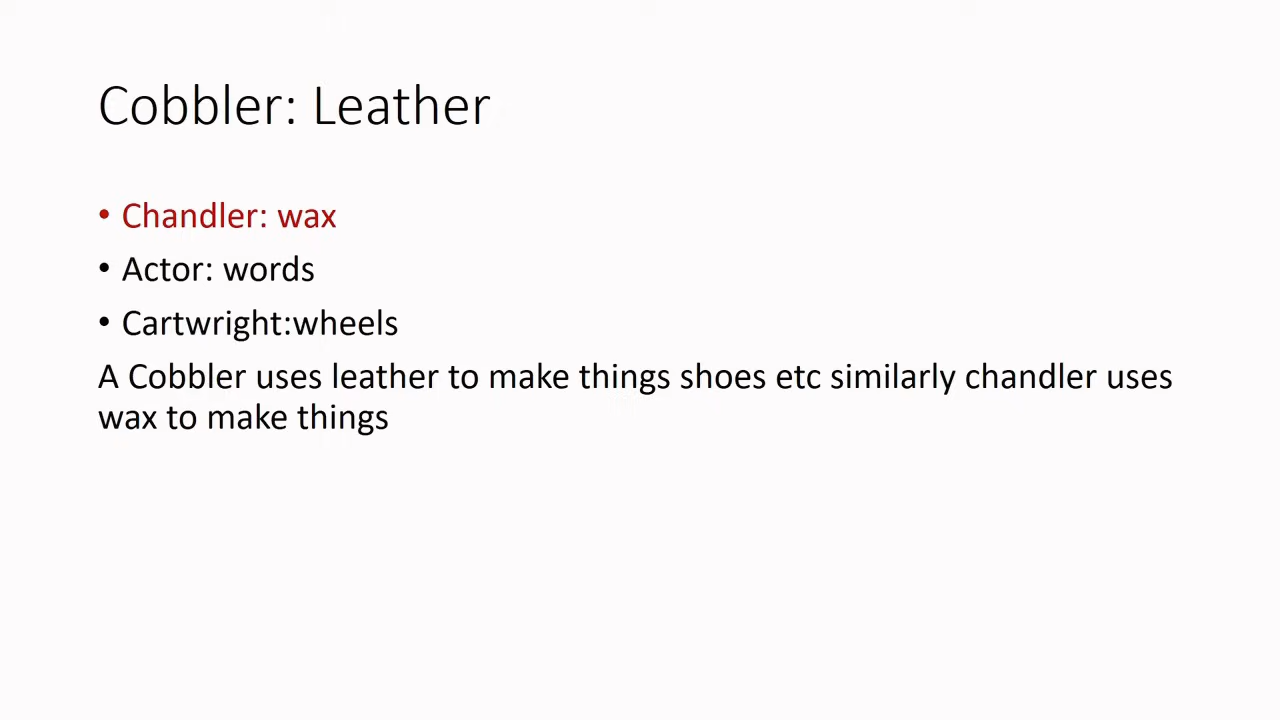 Cobbler: Leather
• Chandler: wax
• Actor: words
• Cartwright:wheels
A Cobbler uses leather to make things shoes etc similarly chandler uses
wax to make things